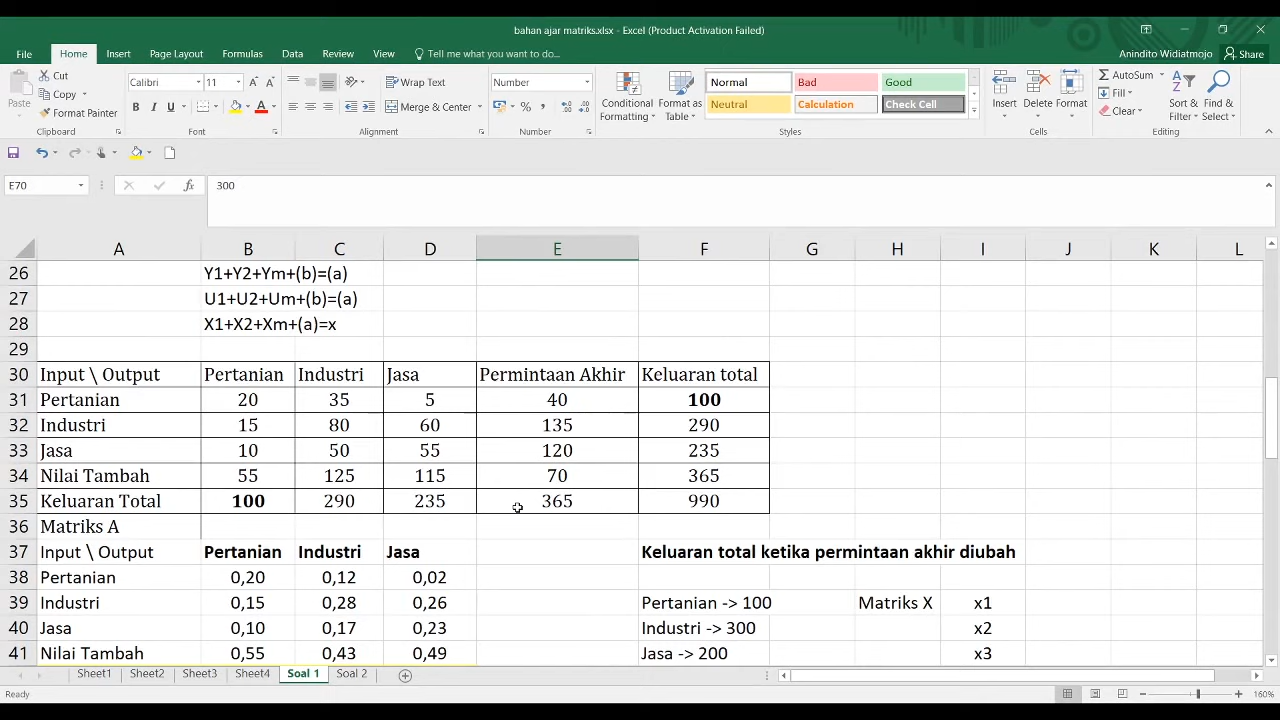 bahan ajar matriks.xlsx - Excel (Product Activation Failed)
File Home Insert Page Layout Formulas Data Review View Tell me what you want to do... Anindito Widiatmojo Share
Cut
Copy
Format Painter
Paste
Clipboard
Calibri 11
B I U
Font
Wrap Text
Merge & Center
Alignment
Number
Number
Conditional Formatting
Format as Table
Normal Bad Good
Neutral Calculation Check Cell
Styles
Insert Delete Format
Cells
AutoSum
Fill
Clear
Sort & Filter
Find & Select
Editing
E70 fx 300
A B C D E F G H I J K L
26 Y1+Y2+Ym+(b)=(a)
27 U1+U2+Um+(b)=(a)
28 X1+X2+Xm+(a)=x
29
30 Input \ Output Pertanian Industri Jasa Permintaan Akhir Keluaran total
31 Pertanian 20 35 5 40 100
32 Industri 15 80 60 135 290
33 Jasa 10 50 55 120 235
34 Nilai Tambah 55 125 115 70 365
35 Keluaran Total 100 290 235 365 990
36 Matriks A
37 Input \ Output Pertanian Industri Jasa Keluaran total ketika permintaan akhir diubah
38 Pertanian 0,20 0,12 0,02
39 Industri 0,15 0,28 0,26 Pertanian -> 100 Matriks X x1
40 Jasa 0,10 0,17 0,23 Industri -> 300 x2
41 Nilai Tambah 0,55 0,43 0,49 Jasa -> 200 x3
Sheet1 Sheet2 Sheet3 Sheet4 Soal 1 Soal 2
Ready 160%